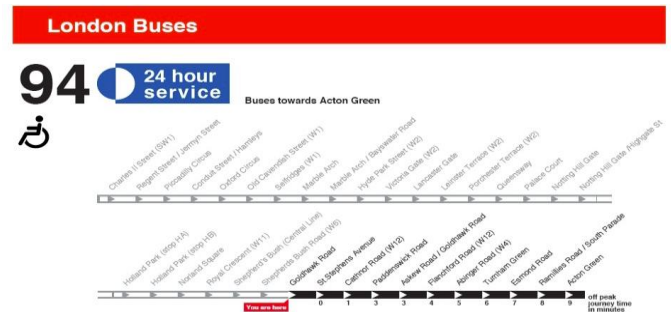 London Buses
94
24 hour
service
Buses towards Acton Green
Charles II Street (SW1)
Regent Street / Jermyn Street
Piccadilly Circus
Conduit Street / Hamleys
Oxford Circus
Old Cavendish Street (W1)
Selfridges (W1)
Marble Arch
Marble Arch / Bayswater Road
Hyde Park Street (W2)
Victoria Gate (W2)
Lancaster Gate
Leinster Terrace (W2)
Porchester Terrace (W2)
Queensway
Palace Court
Notting Hill Gate
Notting Hill Gate /Highgate St
Holland Park (stop HA)
Holland Park (stop HB)
Norland Square
Royal Crescent (W11)
Shepherd's Bush (Central Line)
Shepherds Bush Road (W6)
Goldhawk Road
St Stephens Avenue
Cathnor Road (W12)
Paddenswick Road
Askew Road / Goldhawk Road
Flanchford Road (W12)
Abinger Road (W4)
Turnham Green
Esmond Road
Ramillies Road / South Parade
Acton Green
You are here
0 1 3 3 4 5 6 7 8 9
off peak
journey time
in minutes